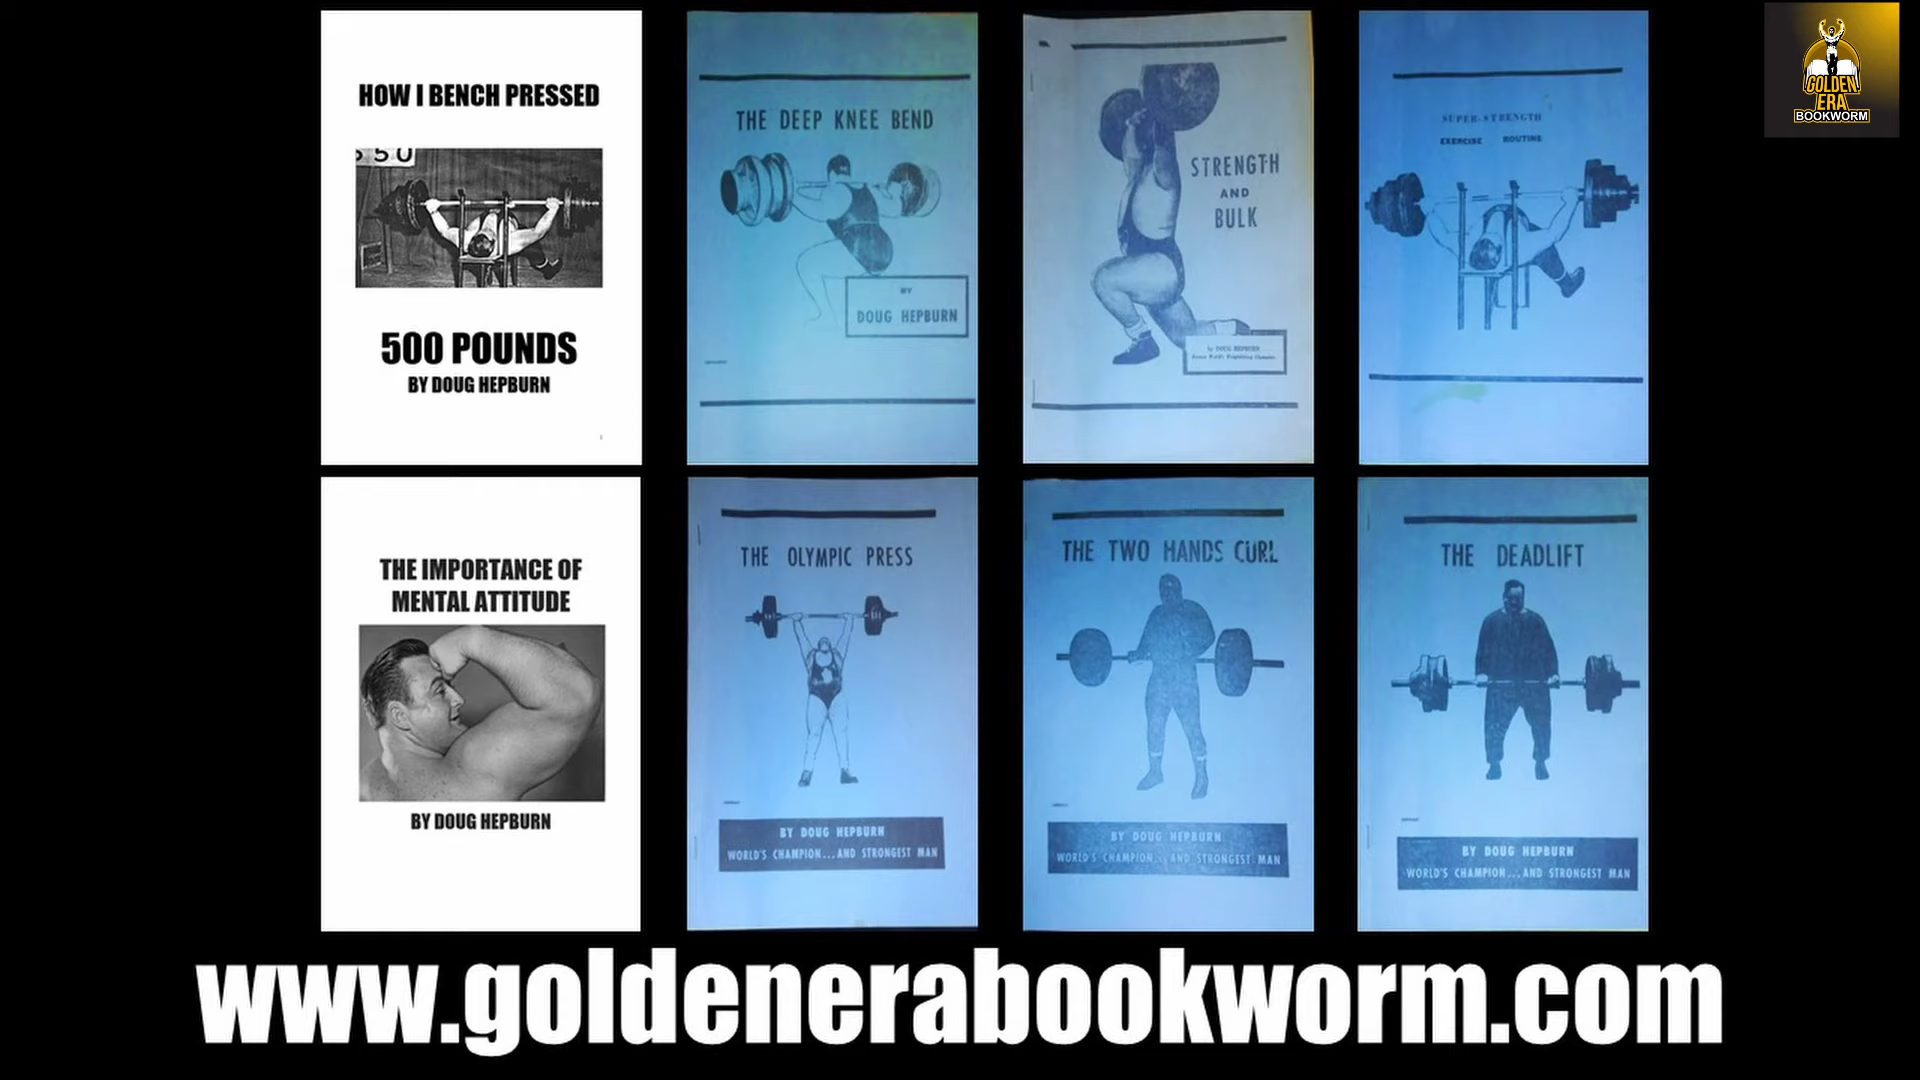 HOW I BENCH PRESSED
550
500 POUNDS
BY DOUG HEPBURN
THE DEEP KNEE BEND
BY
DOUG HEPBURN
STRENGTH
AND
BULK
by DOUG HEPBURN
SUPER-STRENGTH
EXERCISE ROUTINE
GOLDEN
ERA
BOOKWORM
THE IMPORTANCE OF
MENTAL ATTITUDE
BY DOUG HEPBURN
THE OLYMPIC PRESS
BY DOUG HEPBURN
WORLD'S CHAMPION...AND STRONGEST MAN
THE TWO HANDS CURL
BY DOUG HEPBURN
WORLD'S CHAMPION...AND STRONGEST MAN
THE DEADLIFT
BY DOUG HEPBURN
WORLD'S CHAMPION...AND STRONGEST MAN
www.goldenerabookworm.com